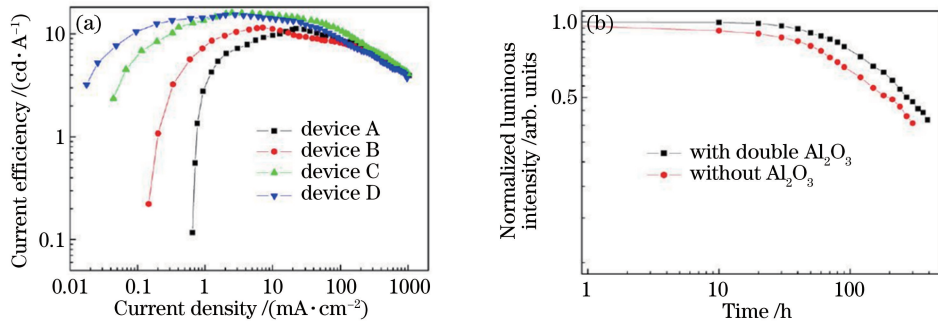 (a)
10
1
0.1
Current efficiency /(cd·A⁻¹)
device A
device B
device C
device D
0.01 0.1 1 10 100 1000
Current density /(mA·cm⁻²)
(b)
1.0
0.5
Normalized luminous
intensity /arb. units
with double Al₂O₃
without Al₂O₃
1 10 100
Time /h